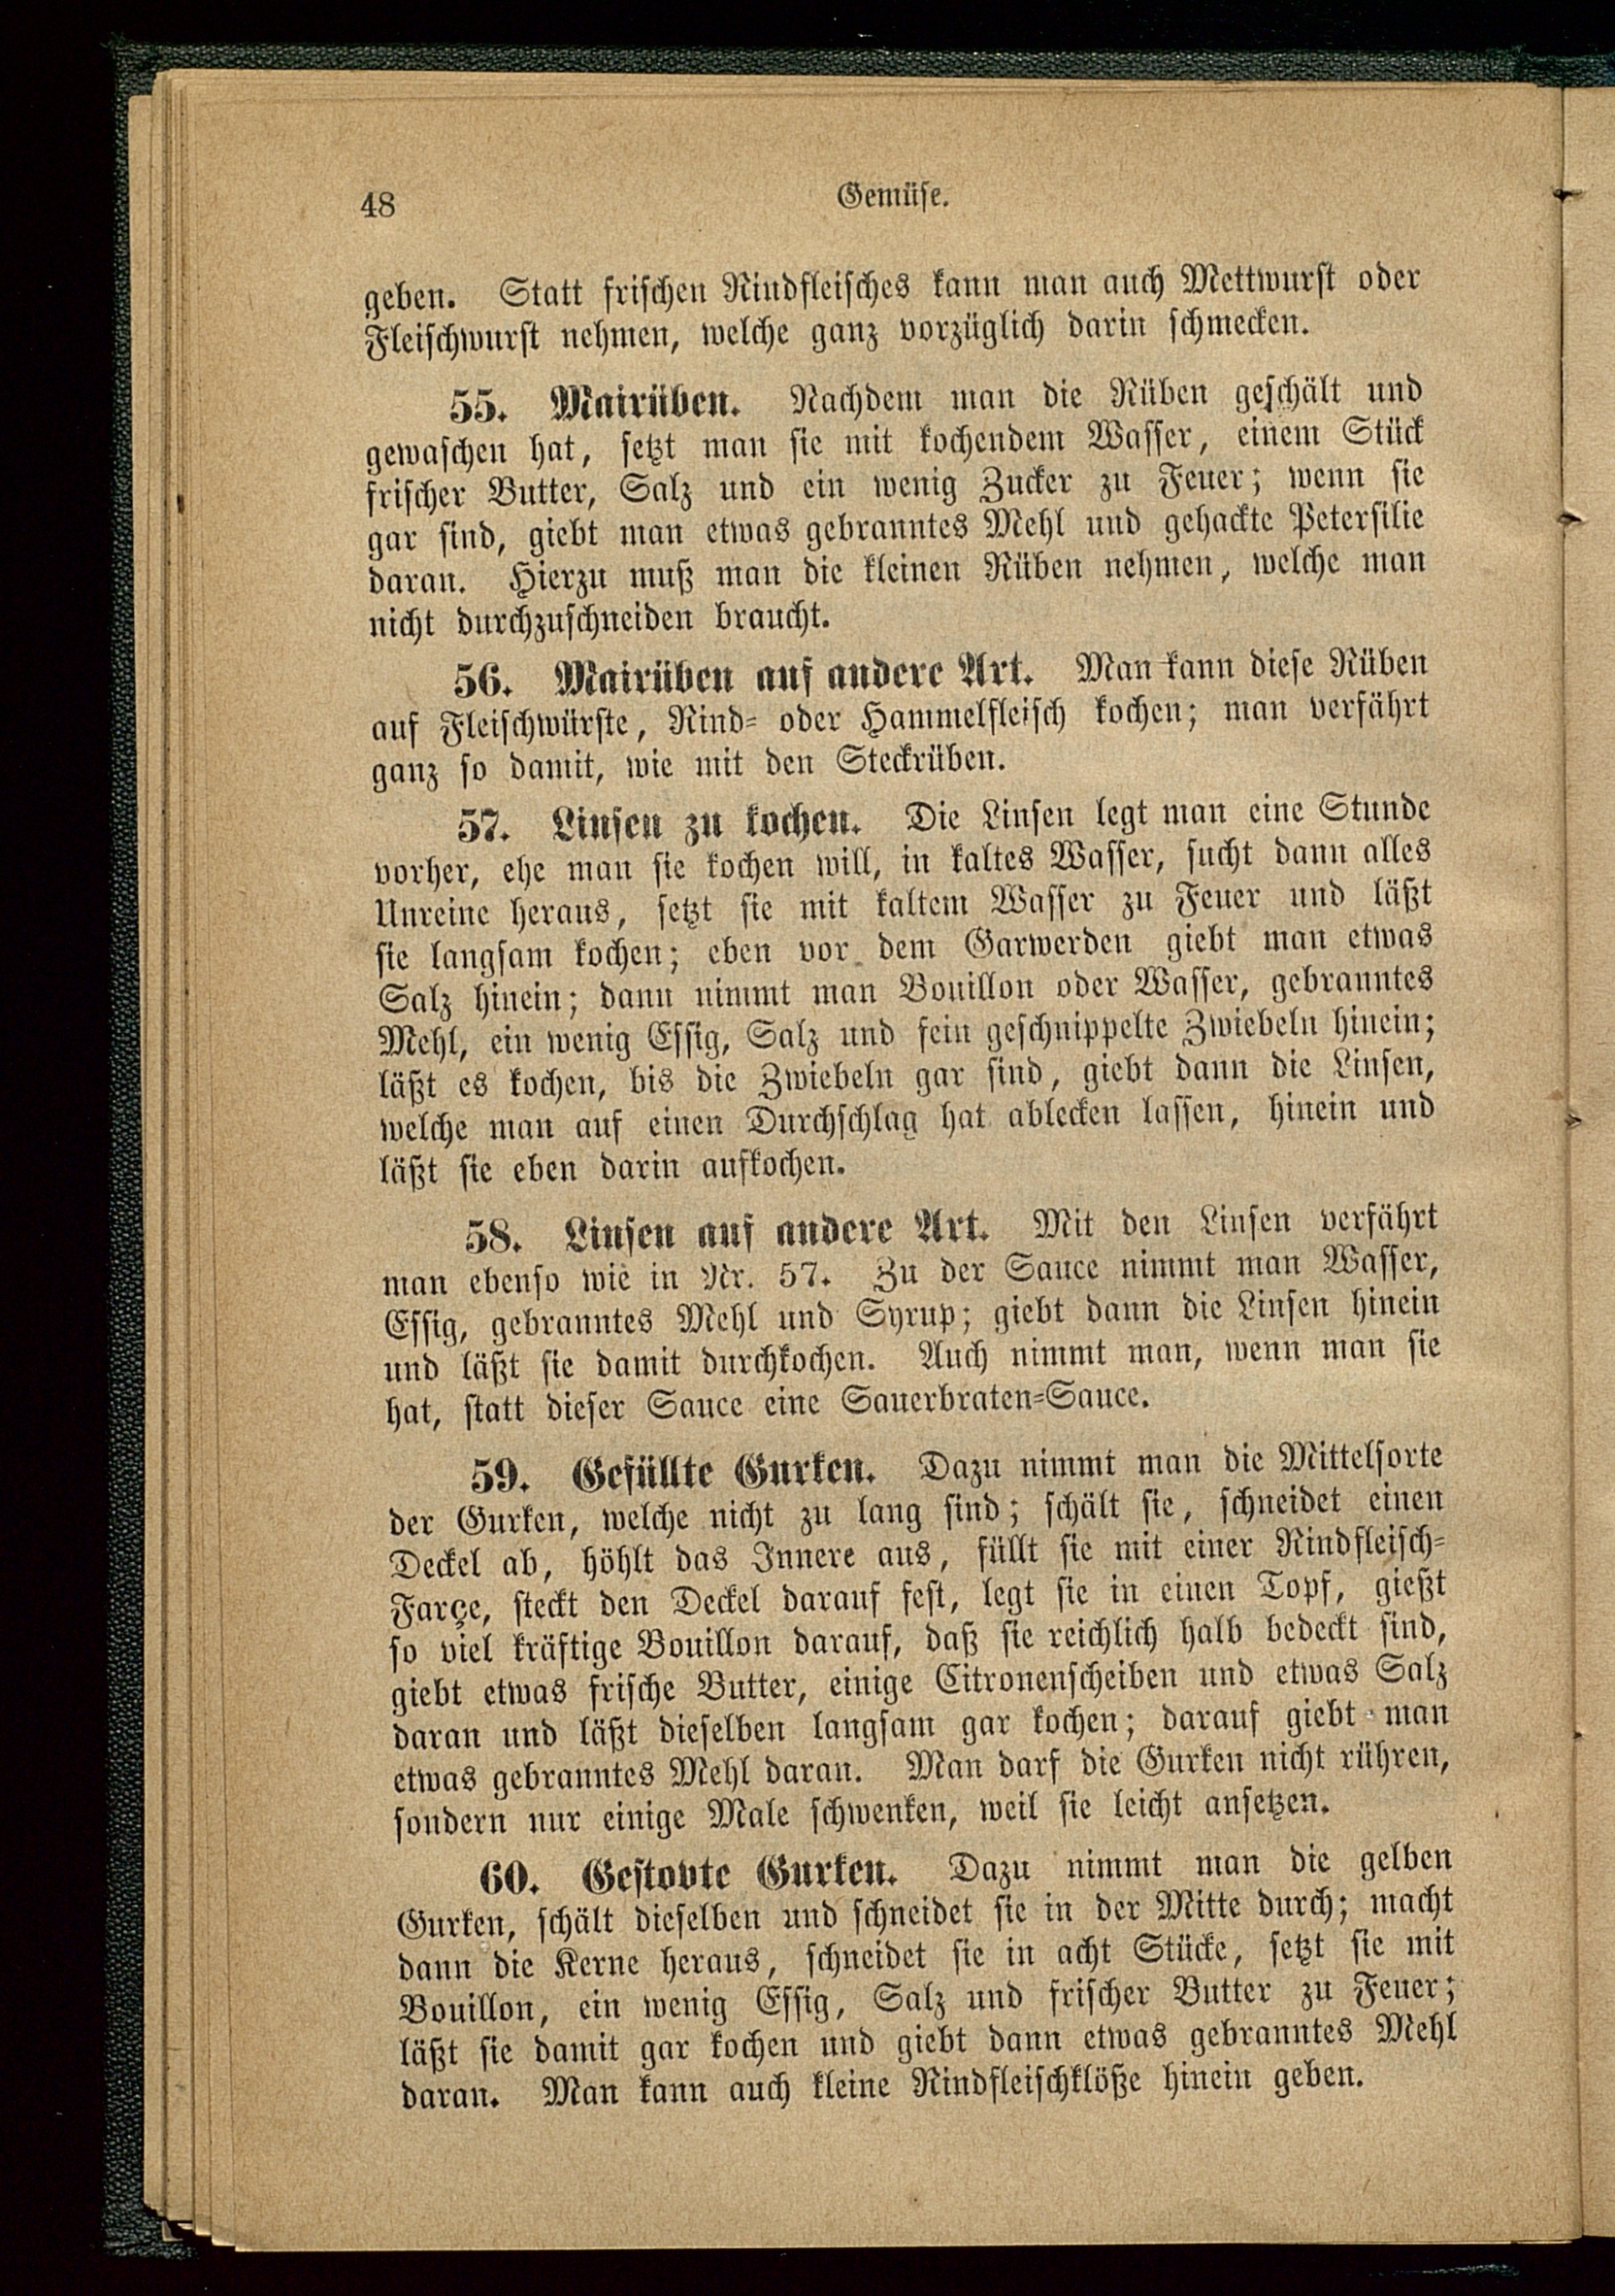 48
Gemüse.
geben. Statt frischen Rindfleisches kann man auch Mettwurst oder
Fleischwurst nehmen, welche ganz vorzüglich darin schmecken.
55. Mairüben. Nachdem man die Rüben geschält und
gewaschen hat, setzt man sie mit kochendem Wasser, einem Stück
frischer Butter, Salz und ein wenig Zucker zu Feuer; wenn sie
gar sind, giebt man etwas gebranntes Mehl und gehackte Petersilie
daran. Hierzu muß man die kleinen Rüben nehmen, welche man
nicht durchzuschneiden braucht.
56. Mairüben auf andere Art. Man kann diese Rüben
auf Fleischwürste, Rind= oder Hammelfleisch kochen; man verfährt
ganz so damit, wie mit den Steckrüben.
57. Linsen zu kochen. Die Linsen legt man eine Stunde
vorher, ehe man sie kochen will, in kaltes Wasser, sucht dann alles
Unreine heraus, setzt sie mit kaltem Wasser zu Feuer und läßt
sie langsam kochen; eben vor dem Garwerden giebt man etwas
Salz hinein; dann nimmt man Bouillon oder Wasser, gebranntes
Mehl, ein wenig Essig, Salz und fein geschnippelte Zwiebeln hinein;
läßt es kochen, bis die Zwiebeln gar sind, giebt dann die Linsen,
welche man auf einen Durchschlag hat ablecken lassen, hinein und
läßt sie eben darin aufkochen.
58. Linsen auf andere Art. Mit den Linsen verfährt
man ebenso wie in Nr. 57. Zu der Sauce nimmt man Wasser,
Essig, gebranntes Mehl und Syrup; giebt dann die Linsen hinein
und läßt sie damit durchkochen. Auch nimmt man, wenn man sie
hat, statt dieser Sauce eine Sauerbraten=Sauce.
59. Gefüllte Gurken. Dazu nimmt man die Mittelsorte
der Gurken, welche nicht zu lang sind; schält sie, schneidet einen
Deckel ab, höhlt das Innere aus, füllt sie mit einer Rindfleisch=
Farçe, steckt den Deckel darauf fest, legt sie in einen Topf, gießt
so viel kräftige Bouillon darauf, daß sie reichlich halb bedeckt sind,
giebt etwas frische Butter, einige Citronenscheiben und etwas Salz
daran und läßt dieselben langsam gar kochen; darauf giebt man
etwas gebranntes Mehl daran. Man darf die Gurken nicht rühren,
sondern nur einige Male schwenken, weil sie leicht ansetzen.
60. Gestovte Gurken. Dazu nimmt man die gelben
Gurken, schält dieselben und schneidet sie in der Mitte durch; macht
dann die Kerne heraus, schneidet sie in acht Stücke, setzt sie mit
Bouillon, ein wenig Essig, Salz und frischer Butter zu Feuer;
läßt sie damit gar kochen und giebt dann etwas gebranntes Mehl
daran. Man kann auch kleine Rindfleischklöße hinein geben.